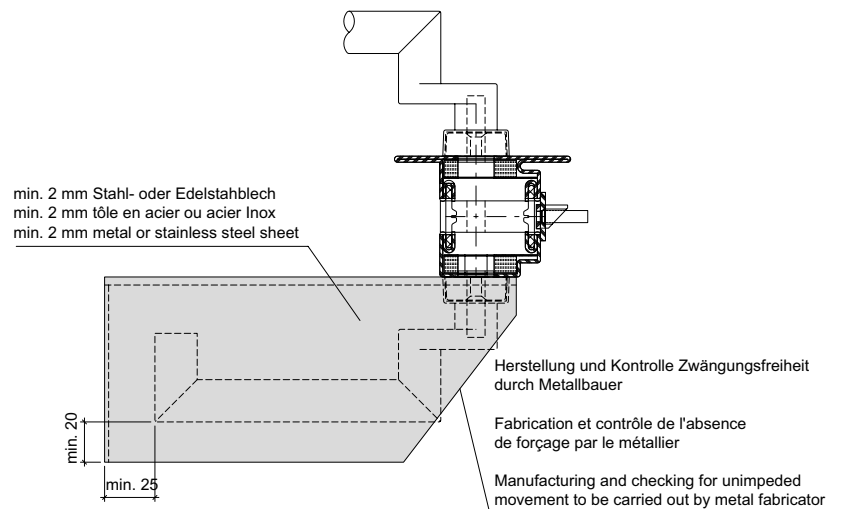 min. 2 mm Stahl- oder Edelstahblech
min. 2 mm tôle en acier ou acier Inox
min. 2 mm metal or stainless steel sheet
Herstellung und Kontrolle Zwängungsfreiheit
durch Metallbauer
Fabrication et contrôle de l'absence
de forçage par le métallier
Manufacturing and checking for unimpeded
movement to be carried out by metal fabricator
min. 20
min. 25